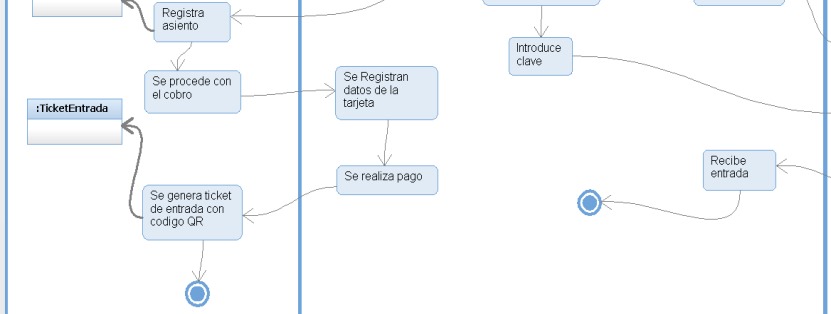 Registra
asiento
Introduce
clave
Se procede con
el cobro
Se Registran
datos de la
tarjeta
:TicketEntrada
Recibe
entrada
Se realiza pago
Se genera ticket
de entrada con
codigo QR